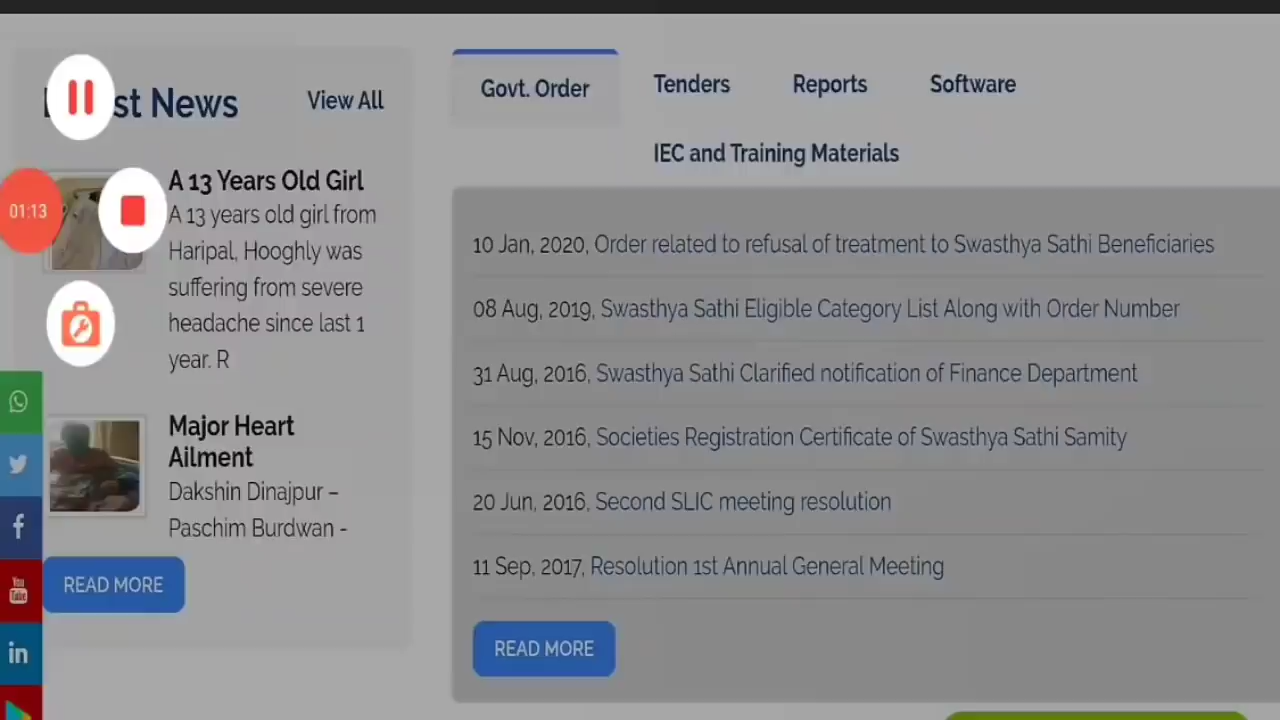 st News
View All
01:13
A 13 Years Old Girl
A 13 years old girl from
Haripal, Hooghly was
suffering from severe
headache since last 1
year. R
Major Heart
Ailment
Dakshin Dinajpur –
Paschim Burdwan -
READ MORE
You
Tube
in
Govt. Order
Tenders
Reports
Software
IEC and Training Materials
10 Jan, 2020, Order related to refusal of treatment to Swasthya Sathi Beneficiaries
08 Aug, 2019, Swasthya Sathi Eligible Category List Along with Order Number
31 Aug, 2016, Swasthya Sathi Clarified notification of Finance Department
15 Nov, 2016, Societies Registration Certificate of Swasthya Sathi Samity
20 Jun, 2016, Second SLIC meeting resolution
11 Sep, 2017, Resolution 1st Annual General Meeting
READ MORE